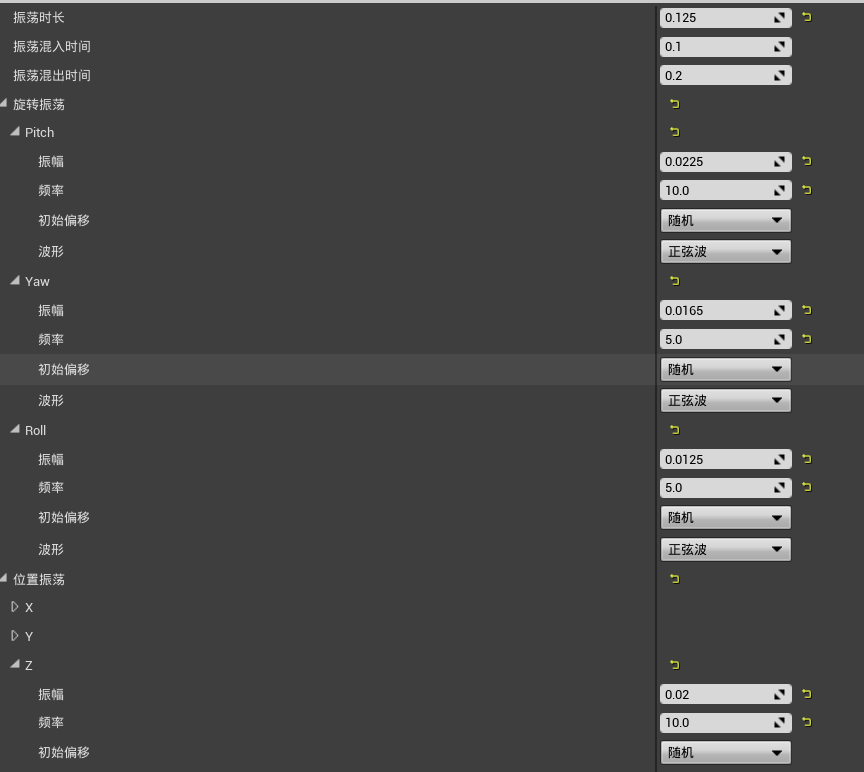 振荡时长 0.125
振荡混入时间 0.1
振荡混出时间 0.2
旋转振荡
Pitch
振幅 0.0225
频率 10.0
初始偏移 随机
波形 正弦波
Yaw
振幅 0.0165
频率 5.0
初始偏移 随机
波形 正弦波
Roll
振幅 0.0125
频率 5.0
初始偏移 随机
波形 正弦波
位置振荡
X
Y
Z
振幅 0.02
频率 10.0
初始偏移 随机